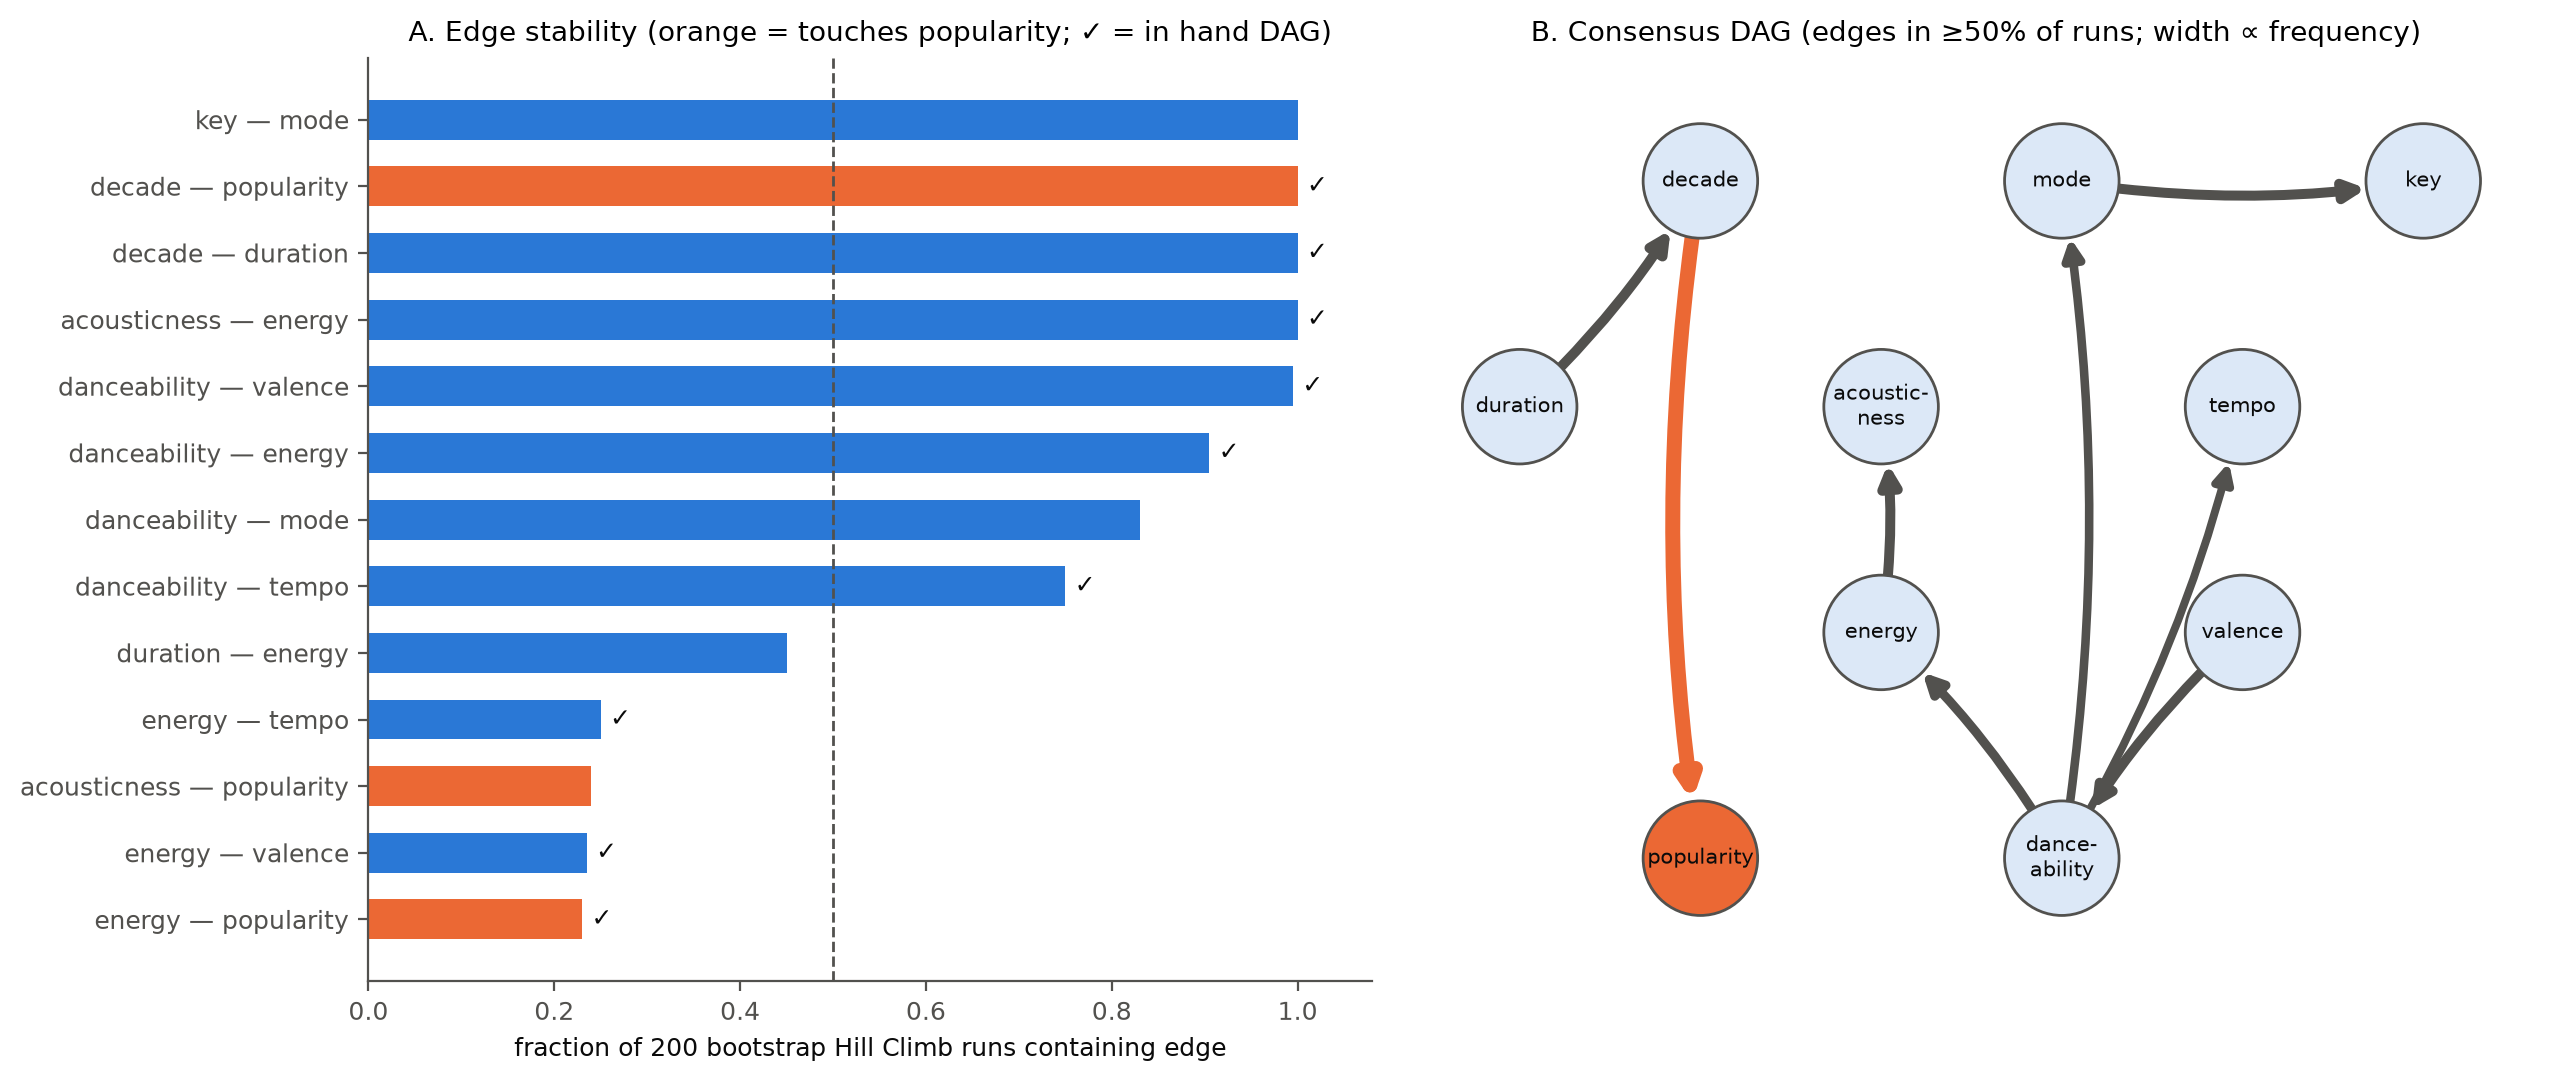 A. Edge stability (orange = touches popularity; ✓ = in hand DAG)
key — mode
decade — popularity ✓
decade — duration ✓
acousticness — energy ✓
danceability — valence ✓
danceability — energy ✓
danceability — mode
danceability — tempo ✓
duration — energy
energy — tempo ✓
acousticness — popularity
energy — valence ✓
energy — popularity ✓
0.0 0.2 0.4 0.6 0.8 1.0
fraction of 200 bootstrap Hill Climb runs containing edge
B. Consensus DAG (edges in ≥50% of runs; width ∝ frequency)
decade
mode
key
duration
acoustic-
ness
tempo
energy
valence
popularity
dance-
ability